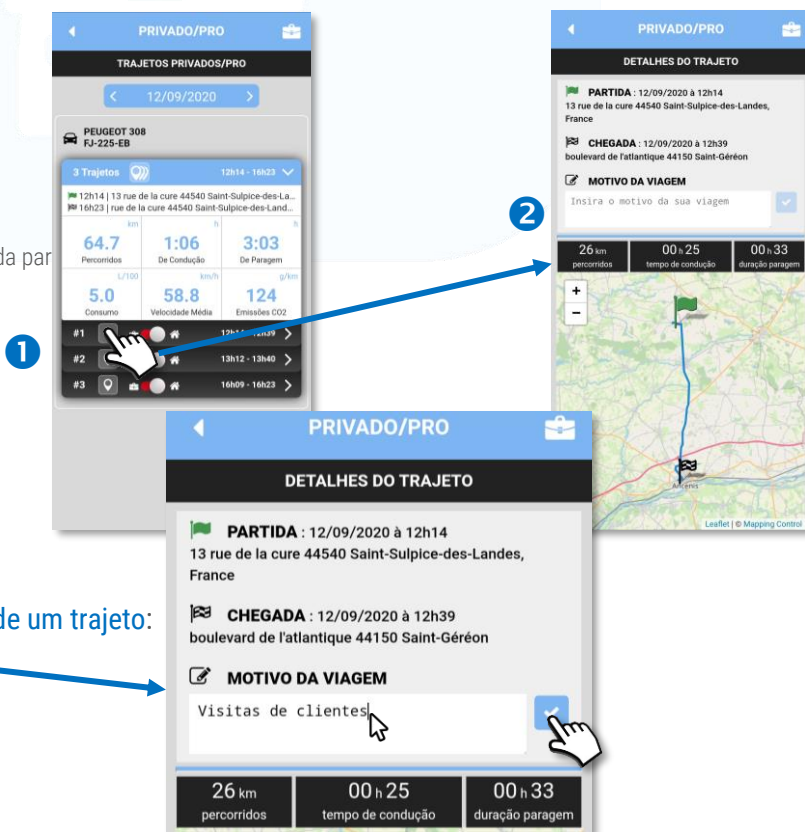 PRIVADO/PRO
TRAJETOS PRIVADOS/PRO
12/09/2020
PEUGEOT 308
FJ-225-EB
3 Trajetos 12h14 - 16h23
12h14 | 13 rue de la cure 44540 Saint-Sulpice-des-La...
16h23 | rue de la cure 44540 Saint-Sulpice-des-Land...
km h h
64.7 1:06 3:03
Percorridos De Condução De Paragem
L/100 km/h g/km
5.0 58.8 124
Consumo Velocidade Média Emissões CO2
#1
#2 13h12 - 13h40
#3 16h09 - 16h23
da par
1
2
PRIVADO/PRO
DETALHES DO TRAJETO
PARTIDA : 12/09/2020 à 12h14
13 rue de la cure 44540 Saint-Sulpice-des-Landes,
France
CHEGADA : 12/09/2020 à 12h39
boulevard de l'atlantique 44150 Saint-Géréon
MOTIVO DA VIAGEM
Insira o motivo da sua viagem
26 km 00 h 25 00 h 33
percorridos tempo de condução duração paragem
+
−
Ancenis
Leaflet | © Mapping Control
de um trajeto:
PRIVADO/PRO
DETALHES DO TRAJETO
PARTIDA : 12/09/2020 à 12h14
13 rue de la cure 44540 Saint-Sulpice-des-Landes,
France
CHEGADA : 12/09/2020 à 12h39
boulevard de l'atlantique 44150 Saint-Géréon
MOTIVO DA VIAGEM
Visitas de clientes
26 km 00 h 25 00 h 33
percorridos tempo de condução duração paragem